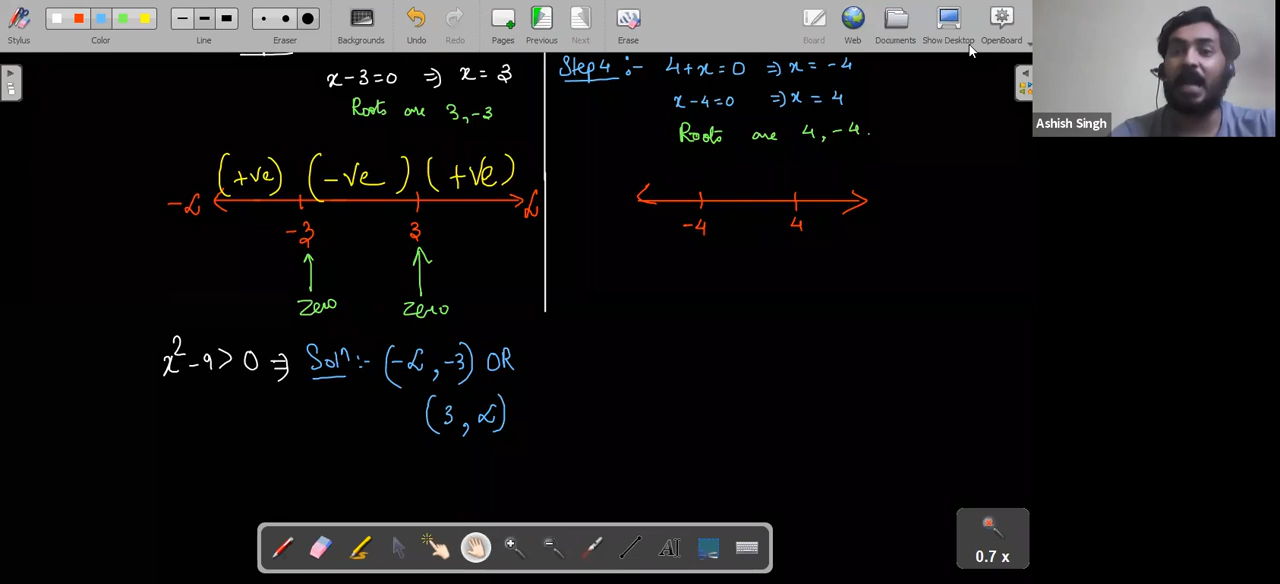 Stylus Color Line Eraser Backgrounds Undo Redo Pages Previous Next Erase Board Web Documents Show Desktop OpenBoard
Ashish Singh
x-3=0 ⇒ x=3
Roots are 3,-3
(+ve) (-ve) (+ve)
-∞ ∞
-3 3
Zero Zero
x²-9>0 ⇒ Solⁿ:- (-∞,-3) OR
(3,∞)
Step 4 :- 4+x=0 ⇒ x=-4
x-4=0 ⇒ x=4
Roots are 4,-4.
-4 4
AI
0.7 x